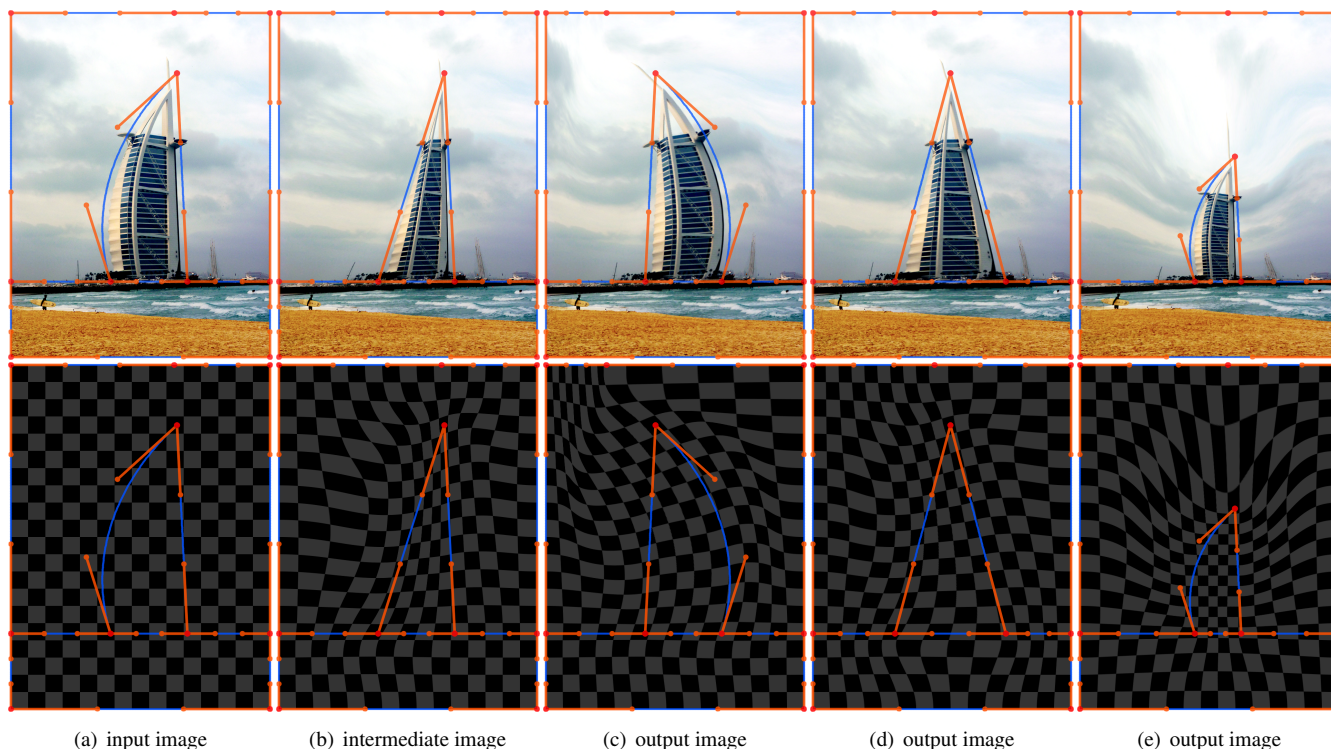 (a) input image
(b) intermediate image
(c) output image
(d) output image
(e) output image